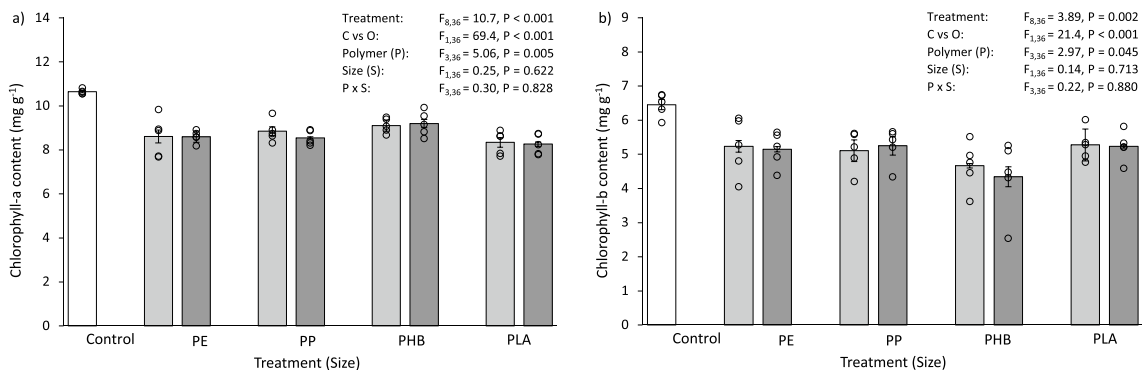 a)
Treatment: F8,36 = 10.7, P < 0.001
C vs O: F1,36 = 69.4, P < 0.001
Polymer (P): F3,36 = 5.06, P = 0.005
Size (S): F1,36 = 0.25, P = 0.622
P x S: F3,36 = 0.30, P = 0.828
Chlorophyll-a content (mg g-1)
14
12
10
8
6
4
2
0
Control PE PP PHB PLA
Treatment (Size)
b)
Treatment: F8,36 = 3.89, P = 0.002
C vs O: F1,36 = 21.4, P < 0.001
Polymer (P): F3,36 = 2.97, P = 0.045
Size (S): F1,36 = 0.14, P = 0.713
P x S: F3,36 = 0.22, P = 0.880
Chlorophyll-b content (mg g-1)
9
8
7
6
5
4
3
2
1
0
Control PE PP PHB PLA
Treatment (Size)